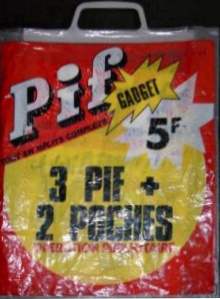 Pif
GADGET
5F
3 PIF +
2 POCHES